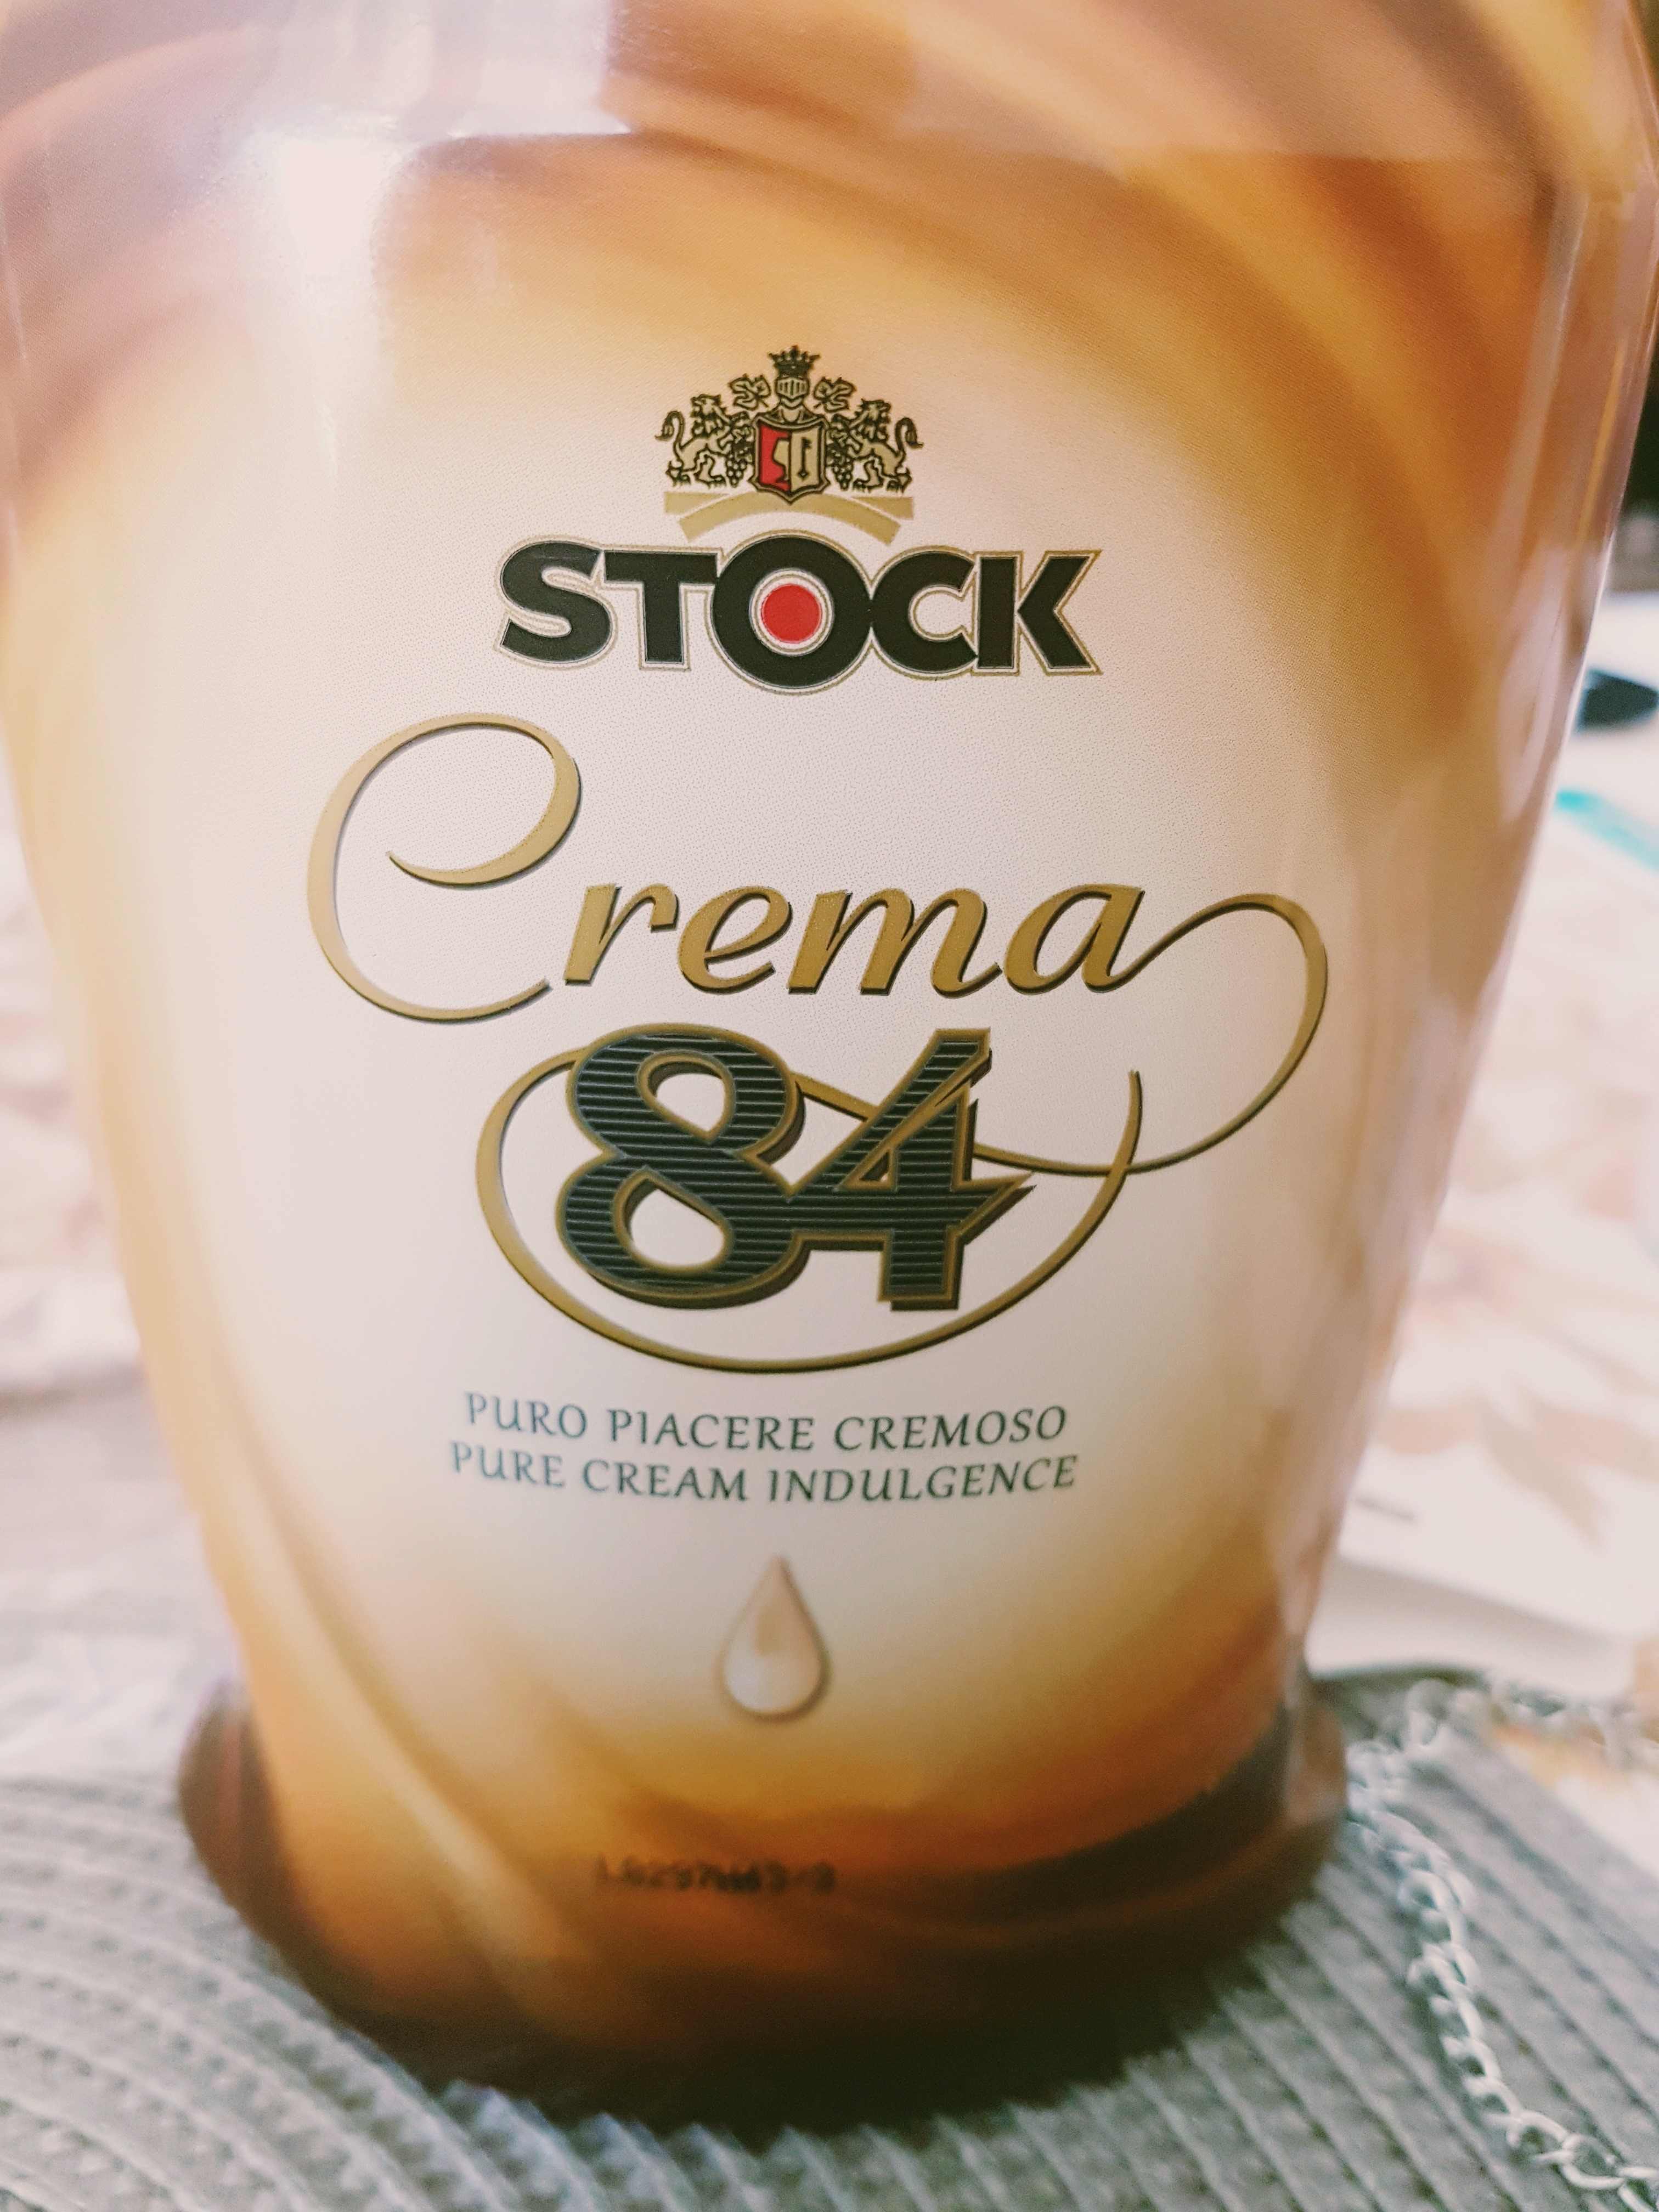 STOCK
Crema
84
PURO PIACERE CREMOSO
PURE CREAM INDULGENCE